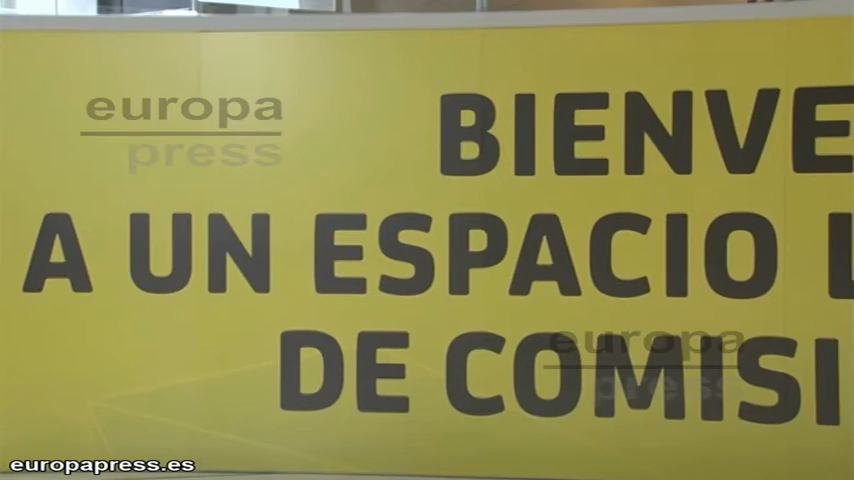 europa
press
BIENVE
A UN ESPACIO L
DE COMISI
europa
press
europapress.es